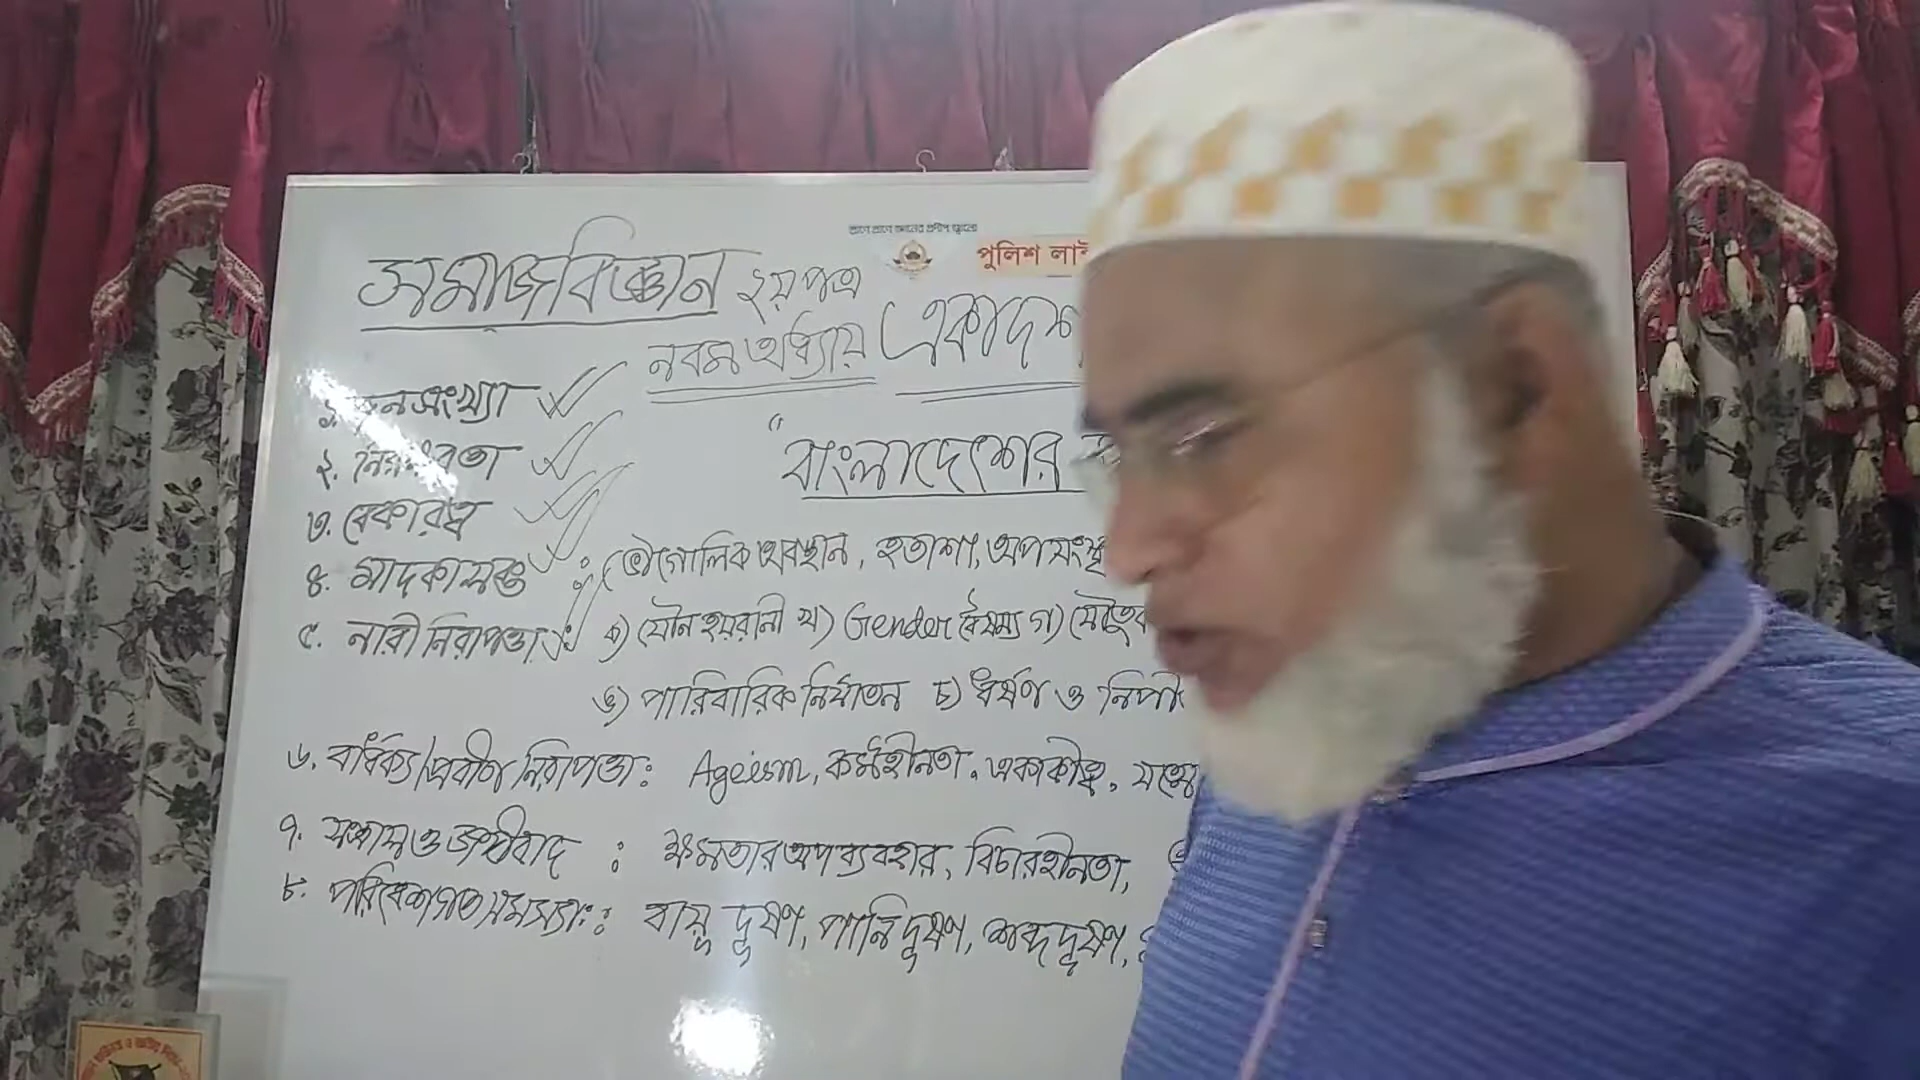 সমাজবিজ্ঞান ২য় পত্র
পুলিশ লাই
নবম অধ্যায় একাদশ
"বাংলাদেশের
১. জনসংখ্যা
২. নিরক্ষরতা
৩. বেকারত্ব
৪. মাদকাসক্ত : ভৌগোলিক অবস্থান, হতাশা, অপসংস্কৃ
৫. নারী নিরাপত্তা : ক) যৌন হয়রানী খ) Gender বৈষম্য গ) যৌতুক
ঙ) পারিবারিক নির্যাতন চ) ধর্ষণ ও নিপী
৬. বার্ধক্য/প্রবীণ নিরাপত্তা : Ageism, কর্মহীনতা, একাকীত্ব,
৭. সন্ত্রাস ও জঙ্গীবাদ : ক্ষমতার অপব্যবহার, বিচারহীনতা,
৮. পরিবেশগত সমস্যা : বায়ু দূষণ, পানি দূষণ, শব্দ দূষণ,